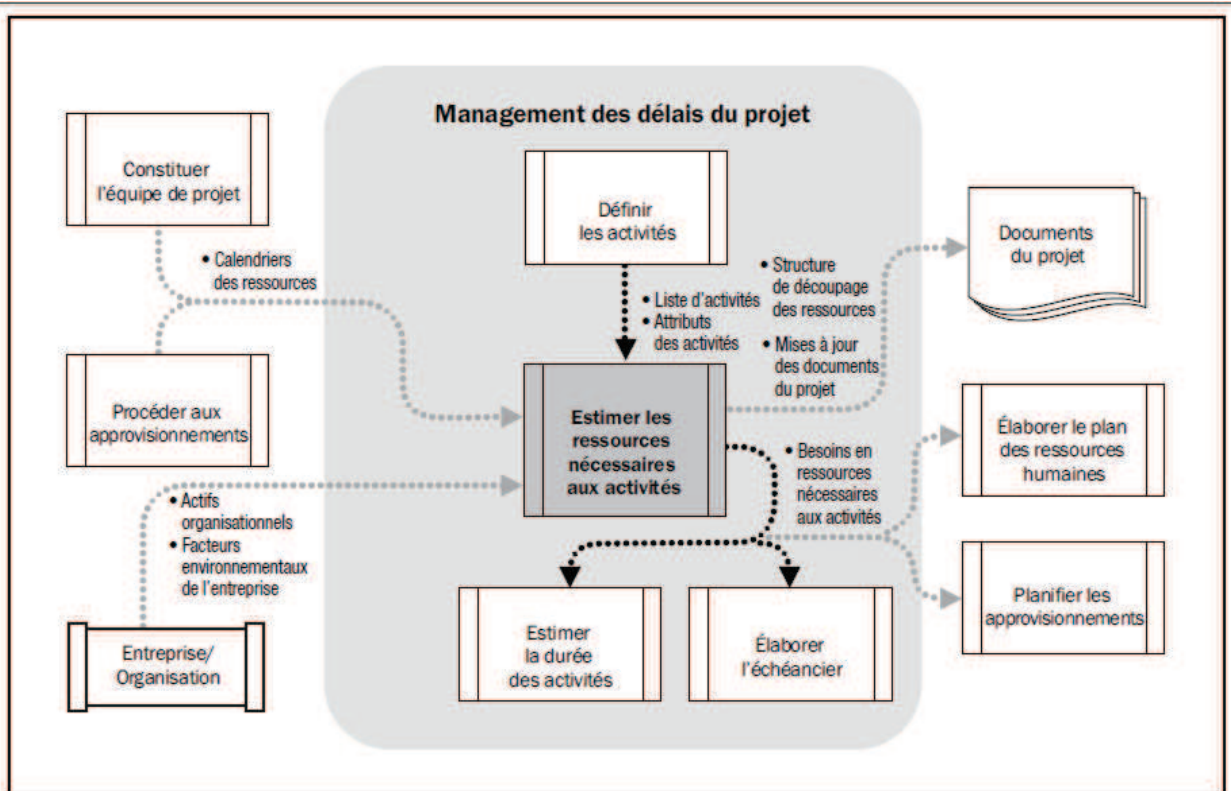 Management des délais du projet
Constituer
l'équipe de projet
Définir
les activités
Documents
du projet
• Calendriers
des ressources
• Structure
de découpage
des ressources
• Liste d'activités
• Attributs
des activités
• Mises à jour
des documents
du projet
Procéder aux
approvisionnements
Estimer les
ressources
nécessaires
aux activités
Élaborer le plan
des ressources
humaines
• Besoins en
ressources
nécessaires
aux activités
• Actifs
organisationnels
• Facteurs
environnementaux
de l'entreprise
Planifier les
approvisionnements
Entreprise/
Organisation
Estimer
la durée
des activités
Élaborer
l'échéancier